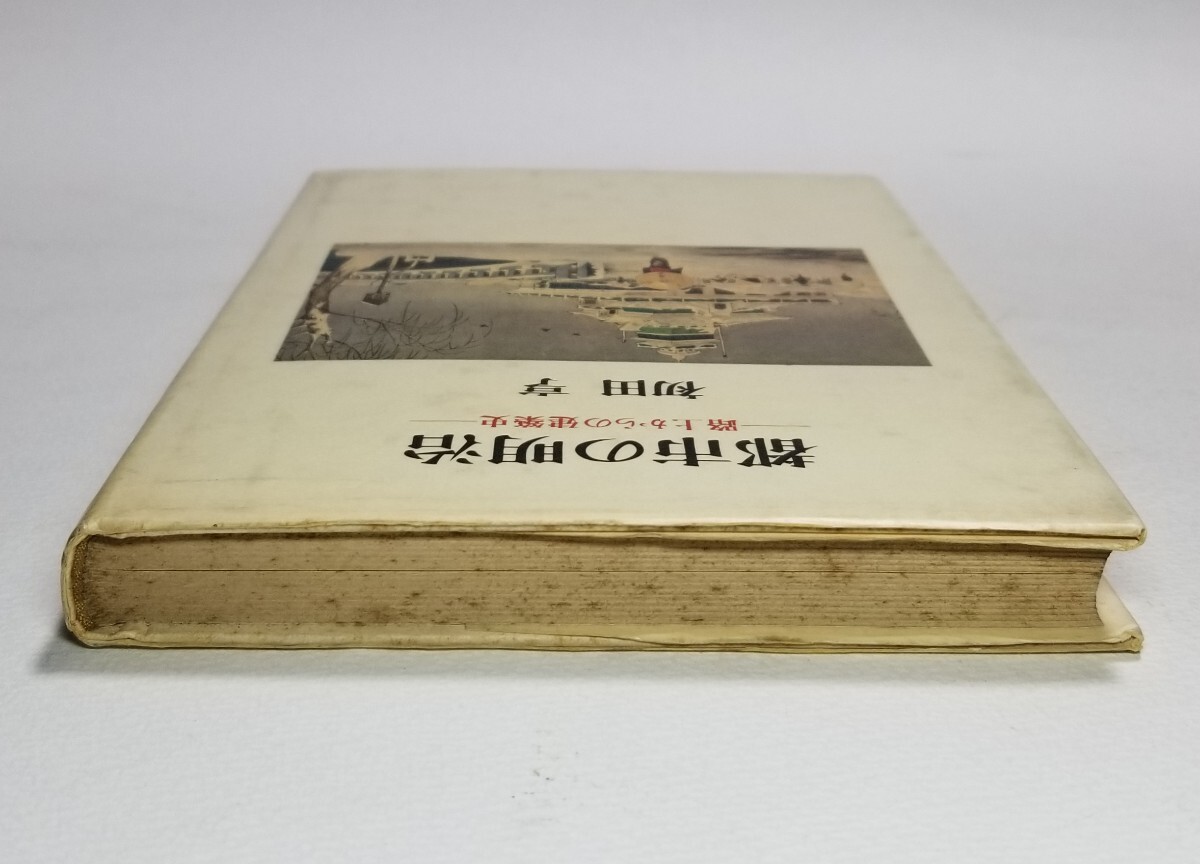 都市の明治
——路上からの建築史——
初田 亨